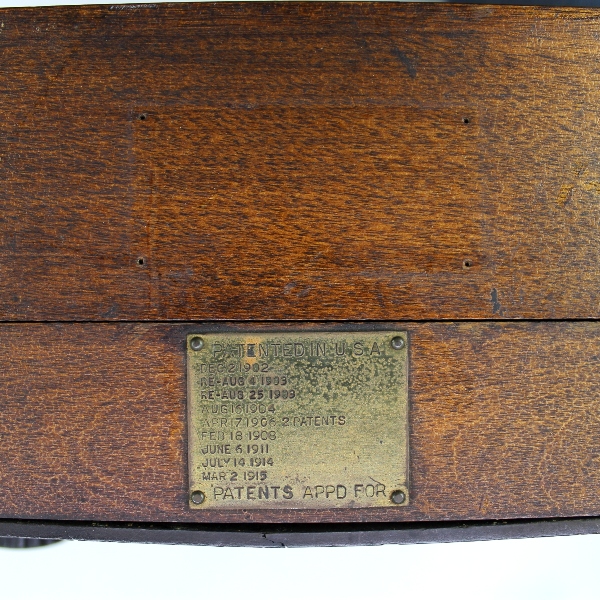 PATENTED IN U.S.A.
DEC 2 1902
RE-AUG 4 1903
RE-AUG 25 1909
AUG 16 1904
APR 17 1906 2 PATENTS
FEB 18 1908
JUNE 6 1911
JULY 14 1914
MAR 2 1915
PATENTS APPD FOR